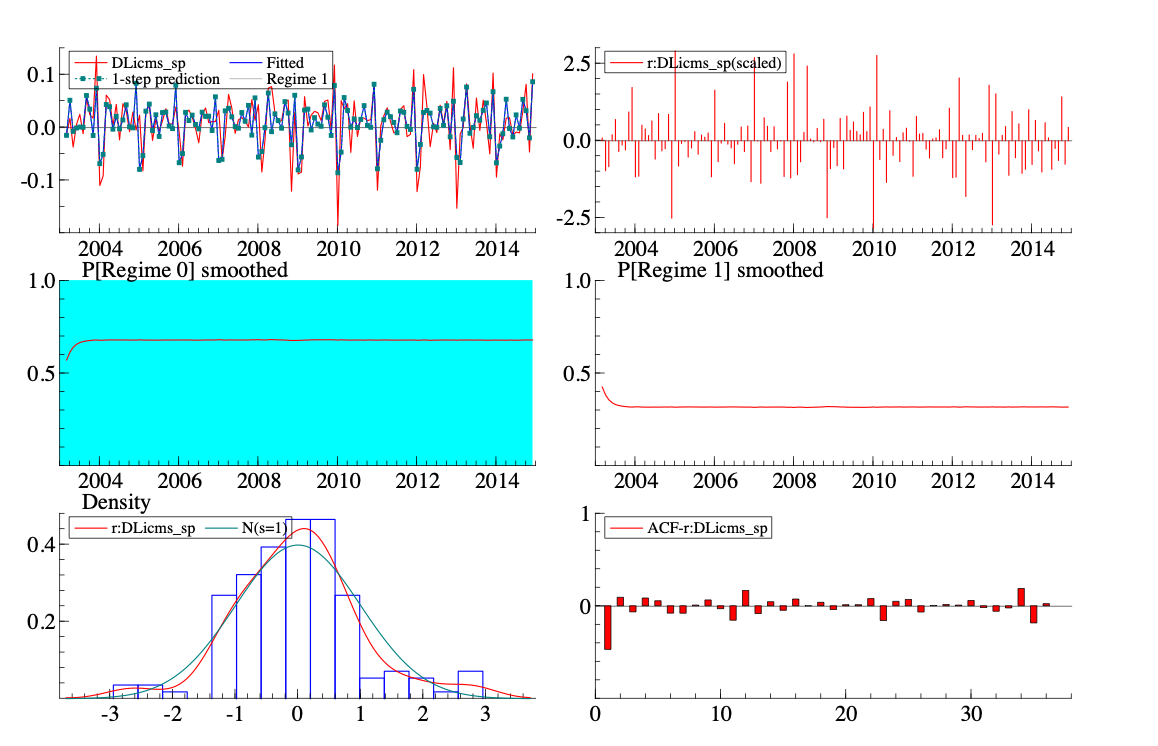 DLicms_sp Fitted
1-step prediction Regime 1
0.1
0.0
-0.1
2004 2006 2008 2010 2012 2014
r:DLicms_sp(scaled)
2.5
0.0
-2.5
2004 2006 2008 2010 2012 2014
P[Regime 0] smoothed
1.0
0.5
2004 2006 2008 2010 2012 2014
P[Regime 1] smoothed
1.0
0.5
2004 2006 2008 2010 2012 2014
Density
r:DLicms_sp N(s=1)
0.4
0.2
-3 -2 -1 0 1 2 3
1
ACF-r:DLicms_sp
0
0 10 20 30